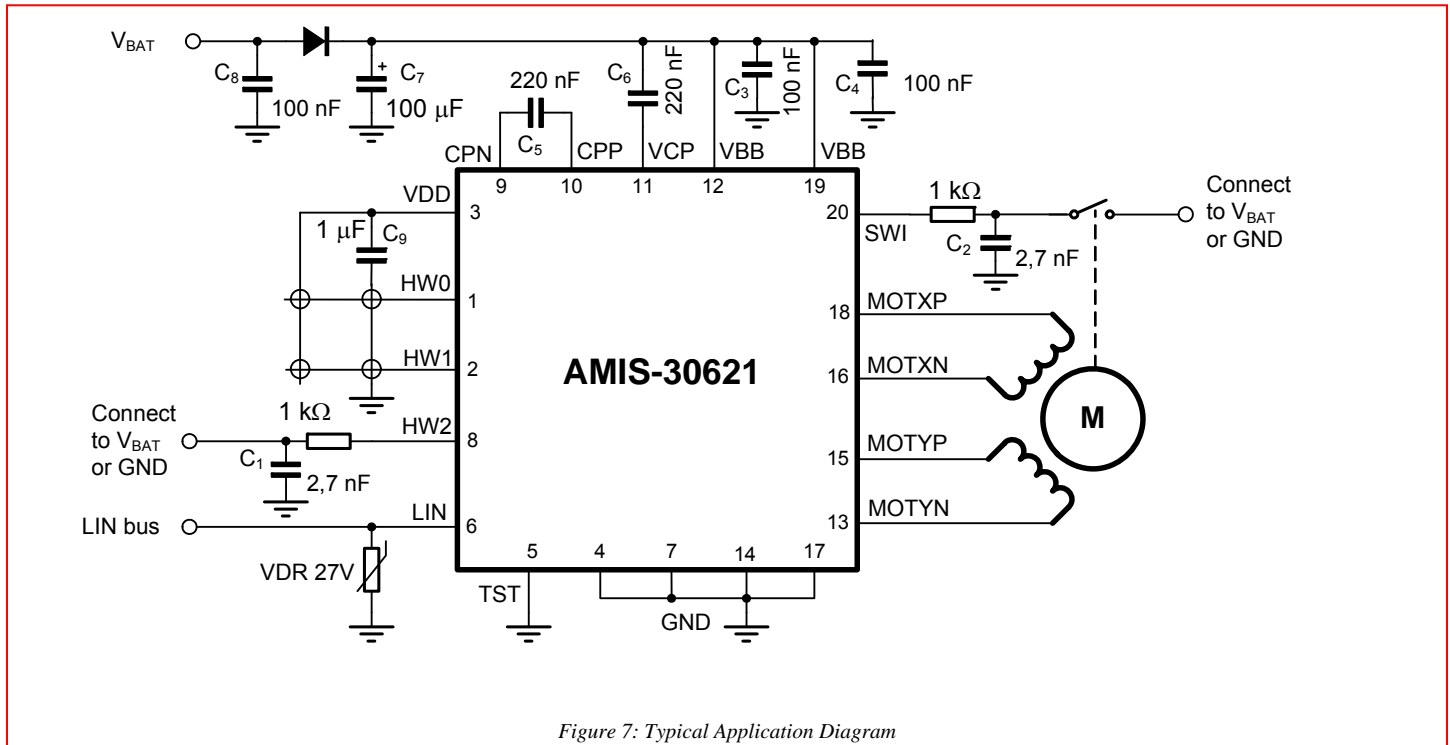 V_BAT
C₈
100 nF
+
C₇
100 μF
220 nF
C₅
C₆
220 nF
C₃
100 nF
C₄
100 nF
CPN
CPP
VCP
VBB
VBB
9
10
11
12
19
VDD
3
1 μF
C₉
HW0
1
HW1
2
Connect
to V_BAT
or GND
1 kΩ
HW2
8
C₁
2,7 nF
LIN bus
LIN
6
VDR 27V
AMIS-30621
20
SWI
1 kΩ
C₂
2,7 nF
Connect
to V_BAT
or GND
MOTXP
18
MOTXN
16
MOTYP
15
MOTYN
13
M
5
4
7
14
17
TST
GND
Figure 7: Typical Application Diagram